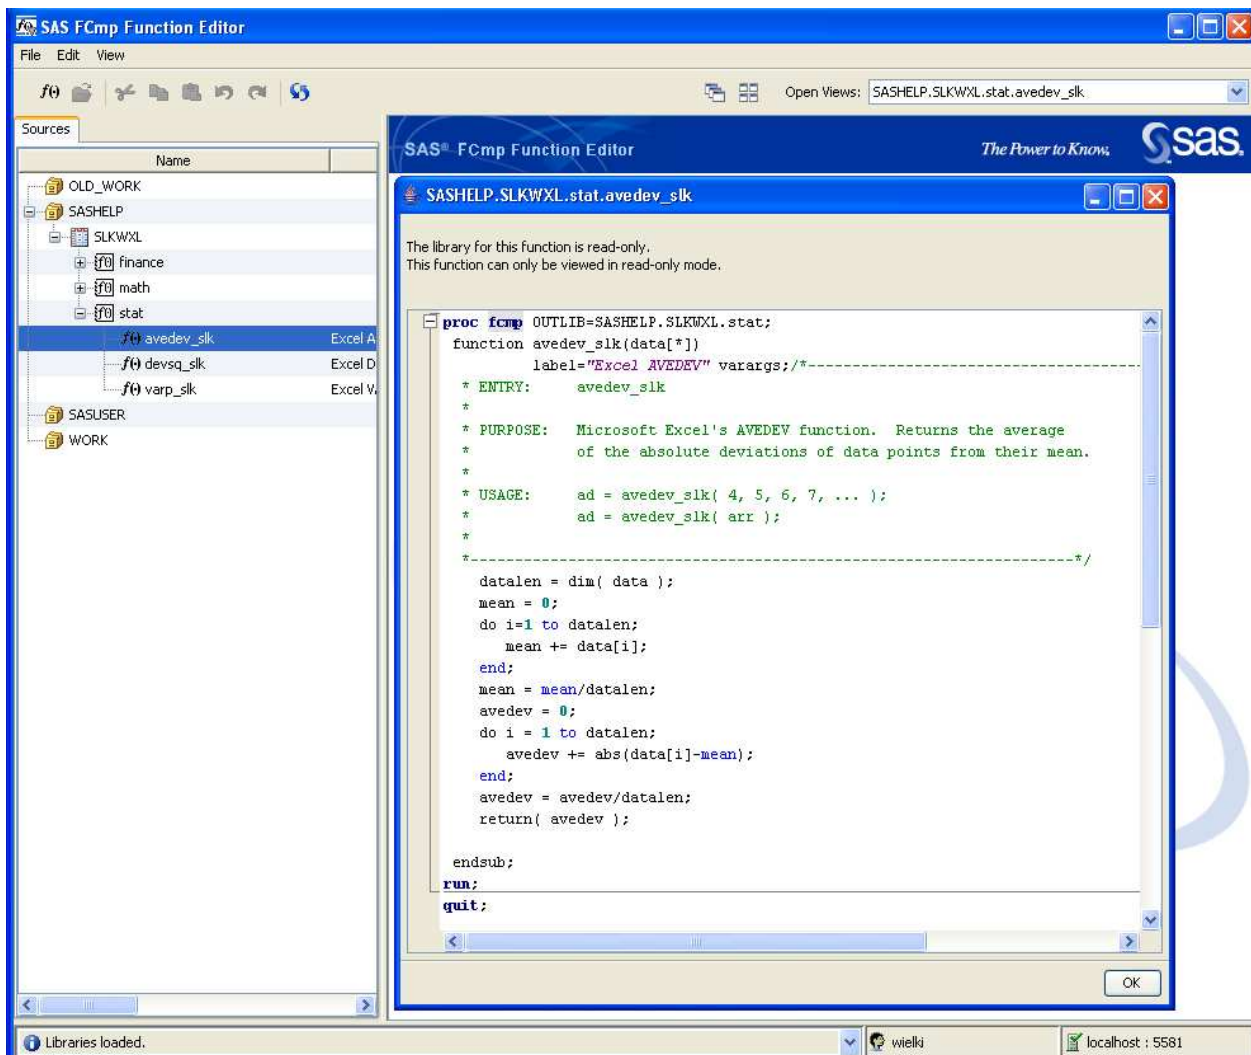 SAS FCmp Function Editor
File Edit View
Open Views: SASHELP.SLKWXL.stat.avedev_slk
Sources
Name
OLD_WORK
SASHELP
SLKWXL
finance
math
stat
avedev_slk Excel A
devsq_slk Excel D
varp_slk Excel V
SASUSER
WORK
SAS® FCmp Function Editor
The Power to Know.
sas.
SASHELP.SLKWXL.stat.avedev_slk
The library for this function is read-only.
This function can only be viewed in read-only mode.
proc fcmp OUTLIB=SASHELP.SLKWXL.stat;
function avedev_slk(data[*])
label="Excel AVEDEV" varargs;/*-------------------------------------
* ENTRY: avedev_slk
*
* PURPOSE: Microsoft Excel's AVEDEV function. Returns the average
* of the absolute deviations of data points from their mean.
*
* USAGE: ad = avedev_slk( 4, 5, 6, 7, ... );
* ad = avedev_slk( arr );
*
*--------------------------------------------------------------------*/
datalen = dim( data );
mean = 0;
do i=1 to datalen;
mean += data[i];
end;
mean = mean/datalen;
avedev = 0;
do i = 1 to datalen;
avedev += abs(data[i]-mean);
end;
avedev = avedev/datalen;
return( avedev );
endsub;
run;
quit;
OK
Libraries loaded.
wielki
localhost : 5581